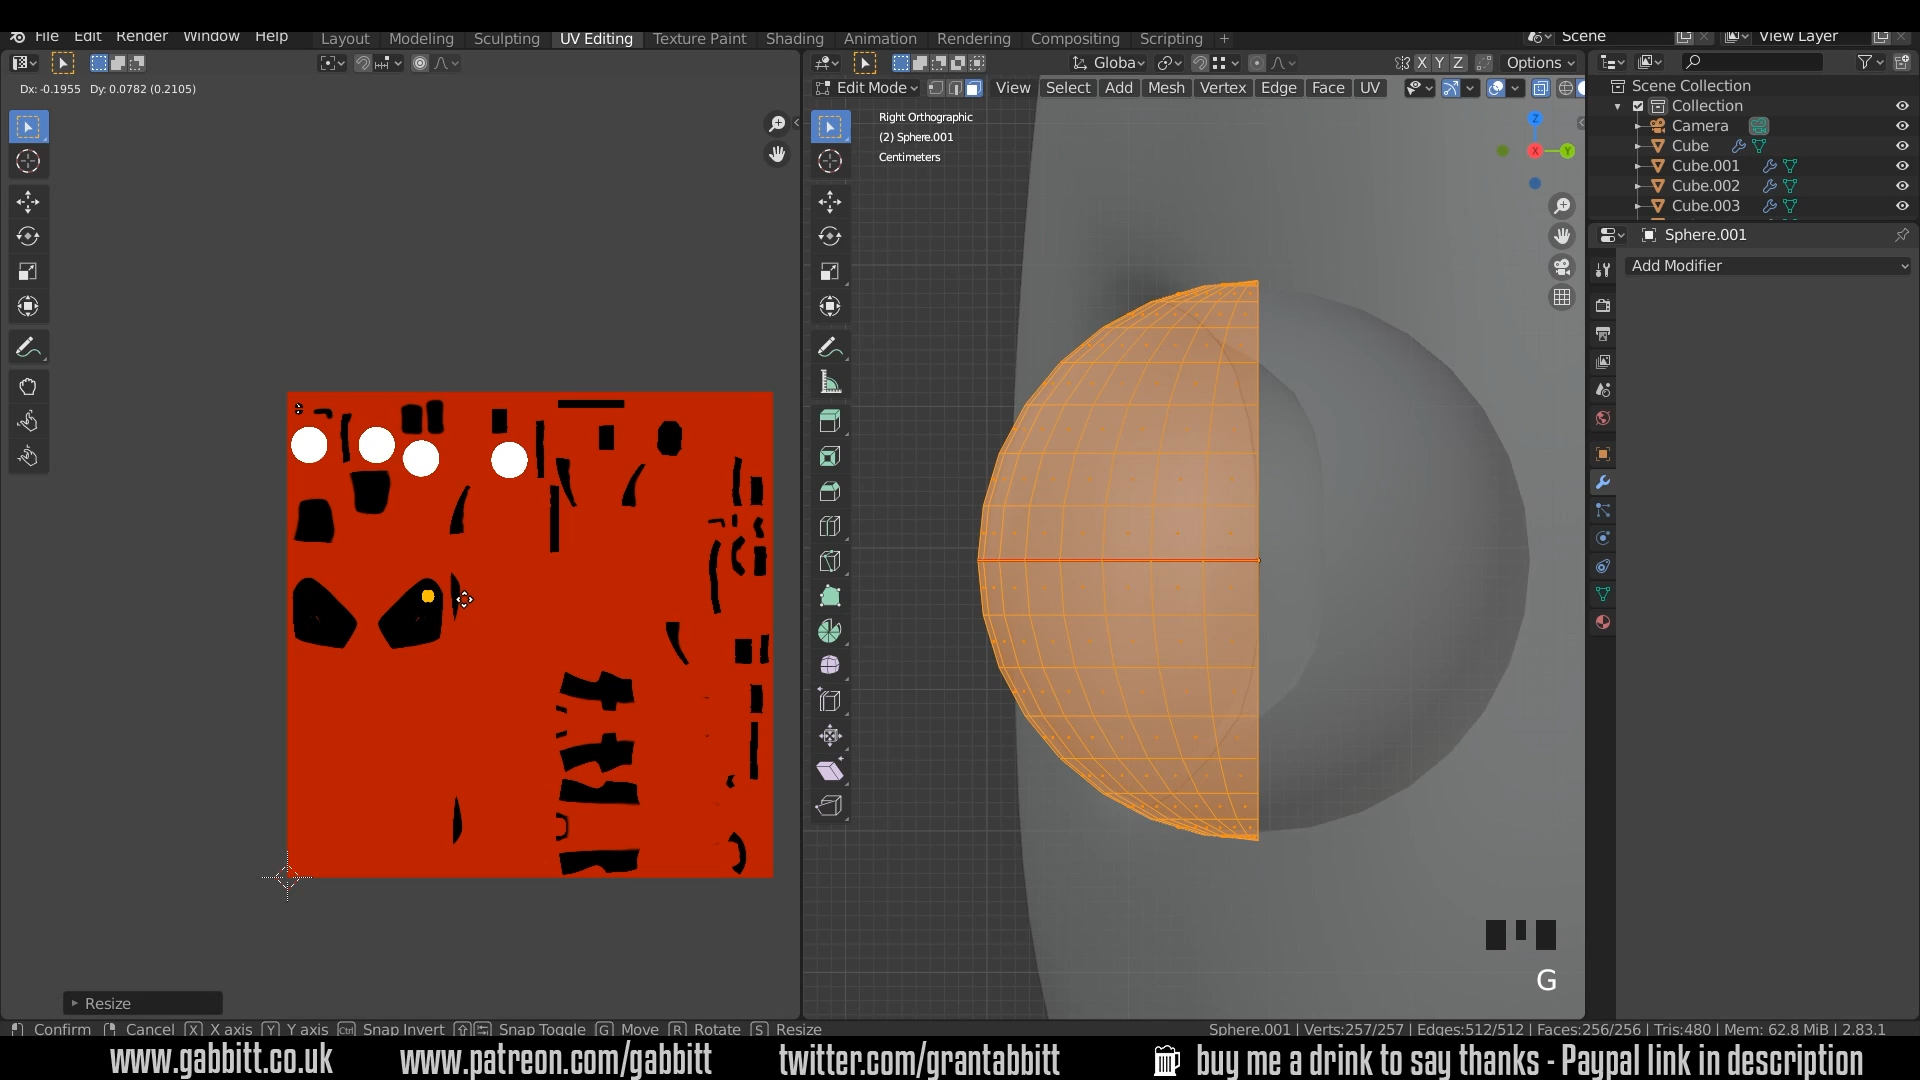 File Edit Render Window Help Layout Modeling Sculpting UV Editing Texture Paint Shading Animation Rendering Compositing Scripting + Scene View Layer
Globa X Y Z Options
Dx: -0.1955 Dy: 0.0782 (0.2105)
Edit Mode View Select Add Mesh Vertex Edge Face UV
Right Orthographic
(2) Sphere.001
Centimeters
Z
X
Y
Scene Collection
Collection
Camera
Cube
Cube.001
Cube.002
Cube.003
Sphere.001
Add Modifier
G
Resize
Confirm Cancel X X axis Y Y axis Ctrl Snap Invert Snap Toggle G Move R Rotate S Resize
Sphere.001 | Verts:257/257 | Edges:512/512 | Faces:256/256 | Tris:480 | Mem: 62.8 MiB | 2.83.1
www.gabbitt.co.uk www.patreon.com/gabbitt twitter.com/grantabbitt buy me a drink to say thanks - Paypal link in description